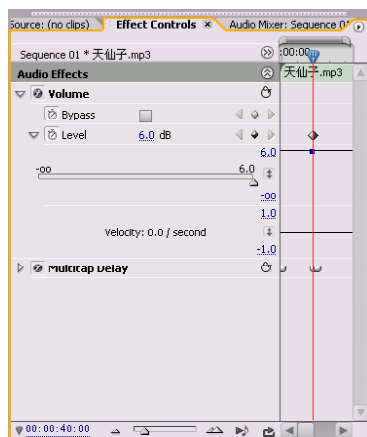 Source: (no clips) Effect Controls × Audio Mixer: Sequence 01
Sequence 01 * 天仙子.mp3 :00:00
Audio Effects 天仙子.mp3
Volume
Bypass
Level 6.0 dB
6.0
-oo 6.0
-oo
1.0
Velocity: 0.0 / second
-1.0
Multitap Delay
00:00:40:00